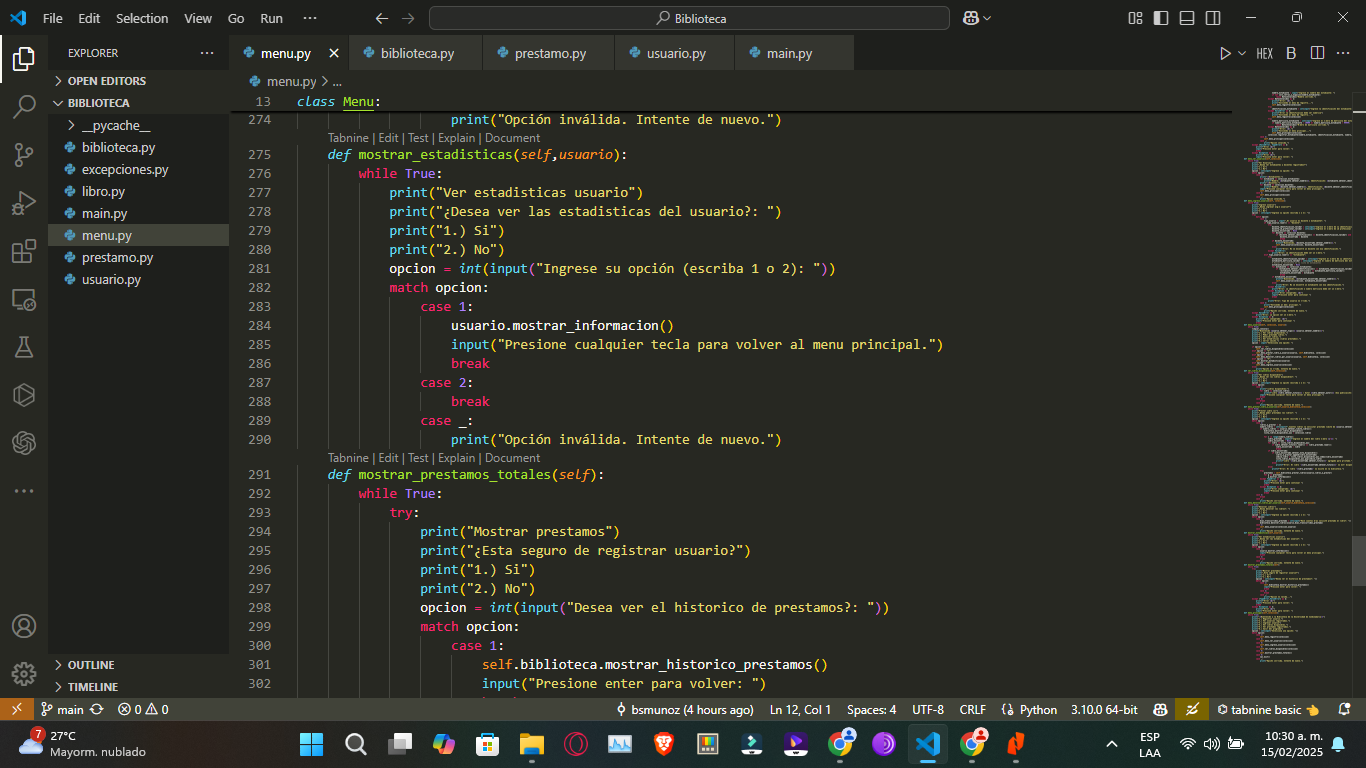 File Edit Selection View Go Run ··· Biblioteca
EXPLORER ···
OPEN EDITORS
BIBLIOTECA
__pycache__
biblioteca.py
excepciones.py
libro.py
main.py
menu.py
prestamo.py
usuario.py
OUTLINE
TIMELINE
menu.py biblioteca.py prestamo.py usuario.py main.py HEX B
menu.py > ...
13 class Menu:
274 print("Opción inválida. Intente de nuevo.")
Tabnine | Edit | Test | Explain | Document
275 def mostrar_estadisticas(self,usuario):
276 while True:
277 print("Ver estadisticas usuario")
278 print("¿Desea ver las estadisticas del usuario?: ")
279 print("1.) Si")
280 print("2.) No")
281 opcion = int(input("Ingrese su opción (escriba 1 o 2): "))
282 match opcion:
283 case 1:
284 usuario.mostrar_informacion()
285 input("Presione cualquier tecla para volver al menu principal.")
286 break
287 case 2:
288 break
289 case _:
290 print("Opción inválida. Intente de nuevo.")
Tabnine | Edit | Test | Explain | Document
291 def mostrar_prestamos_totales(self):
292 while True:
293 try:
294 print("Mostrar prestamos")
295 print("¿Esta seguro de registrar usuario?")
296 print("1.) Si")
297 print("2.) No")
298 opcion = int(input("Desea ver el historico de prestamos?: "))
299 match opcion:
300 case 1:
301 self.biblioteca.mostrar_historico_prestamos()
302 input("Presione enter para volver: ")
main 0 0 bsmunoz (4 hours ago) Ln 12, Col 1 Spaces: 4 UTF-8 CRLF Python 3.10.0 64-bit tabnine basic
7 27°C
Mayorm. nublado
ESP
LAA
10:30 a. m.
15/02/2025